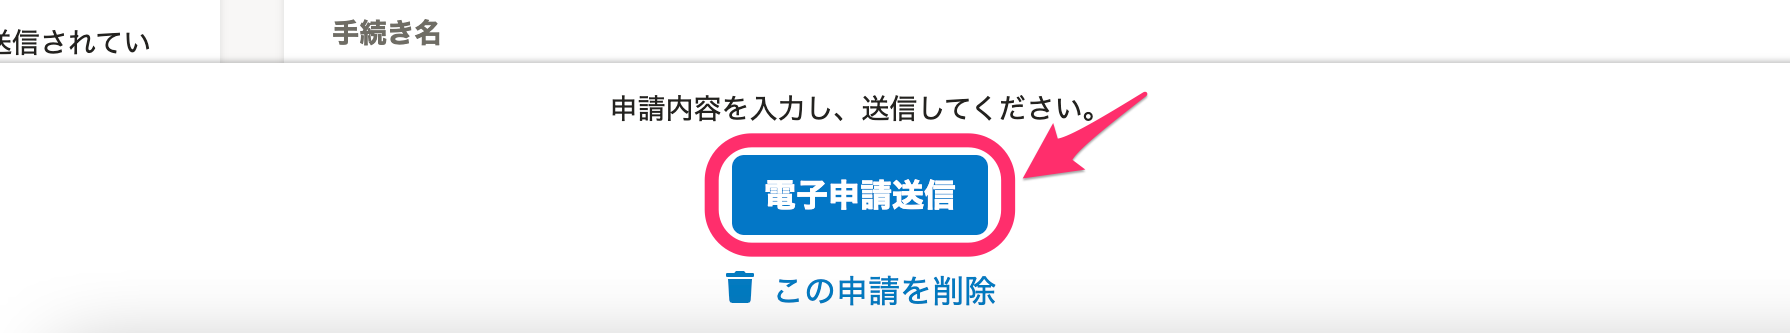 送信されてい
手続き名
申請内容を入力し、送信してください。
電子申請送信
この申請を削除